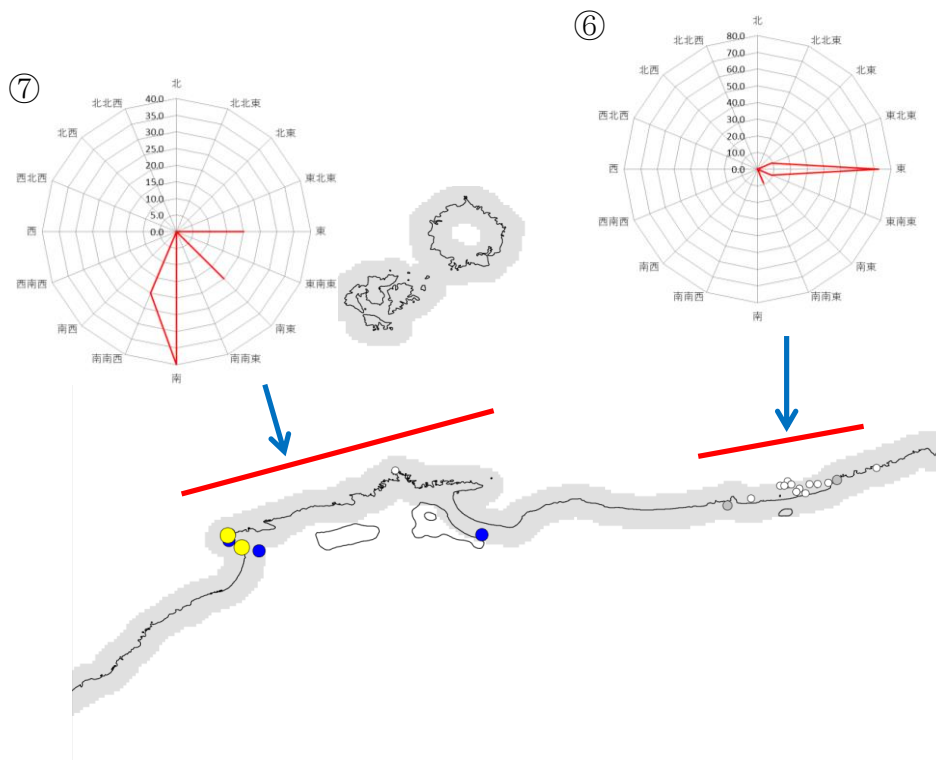 ⑦
北
北北東
北東
東北東
東
東南東
南東
南南東
南
南南西
南西
西南西
西
西北西
北西
北北西
40.0
35.0
30.0
25.0
20.0
15.0
10.0
5.0
0.0
⑥
北
北北東
北東
東北東
東
東南東
南東
南南東
南
南南西
南西
西南西
西
西北西
北西
北北西
80.0
70.0
60.0
50.0
40.0
30.0
20.0
10.0
0.0